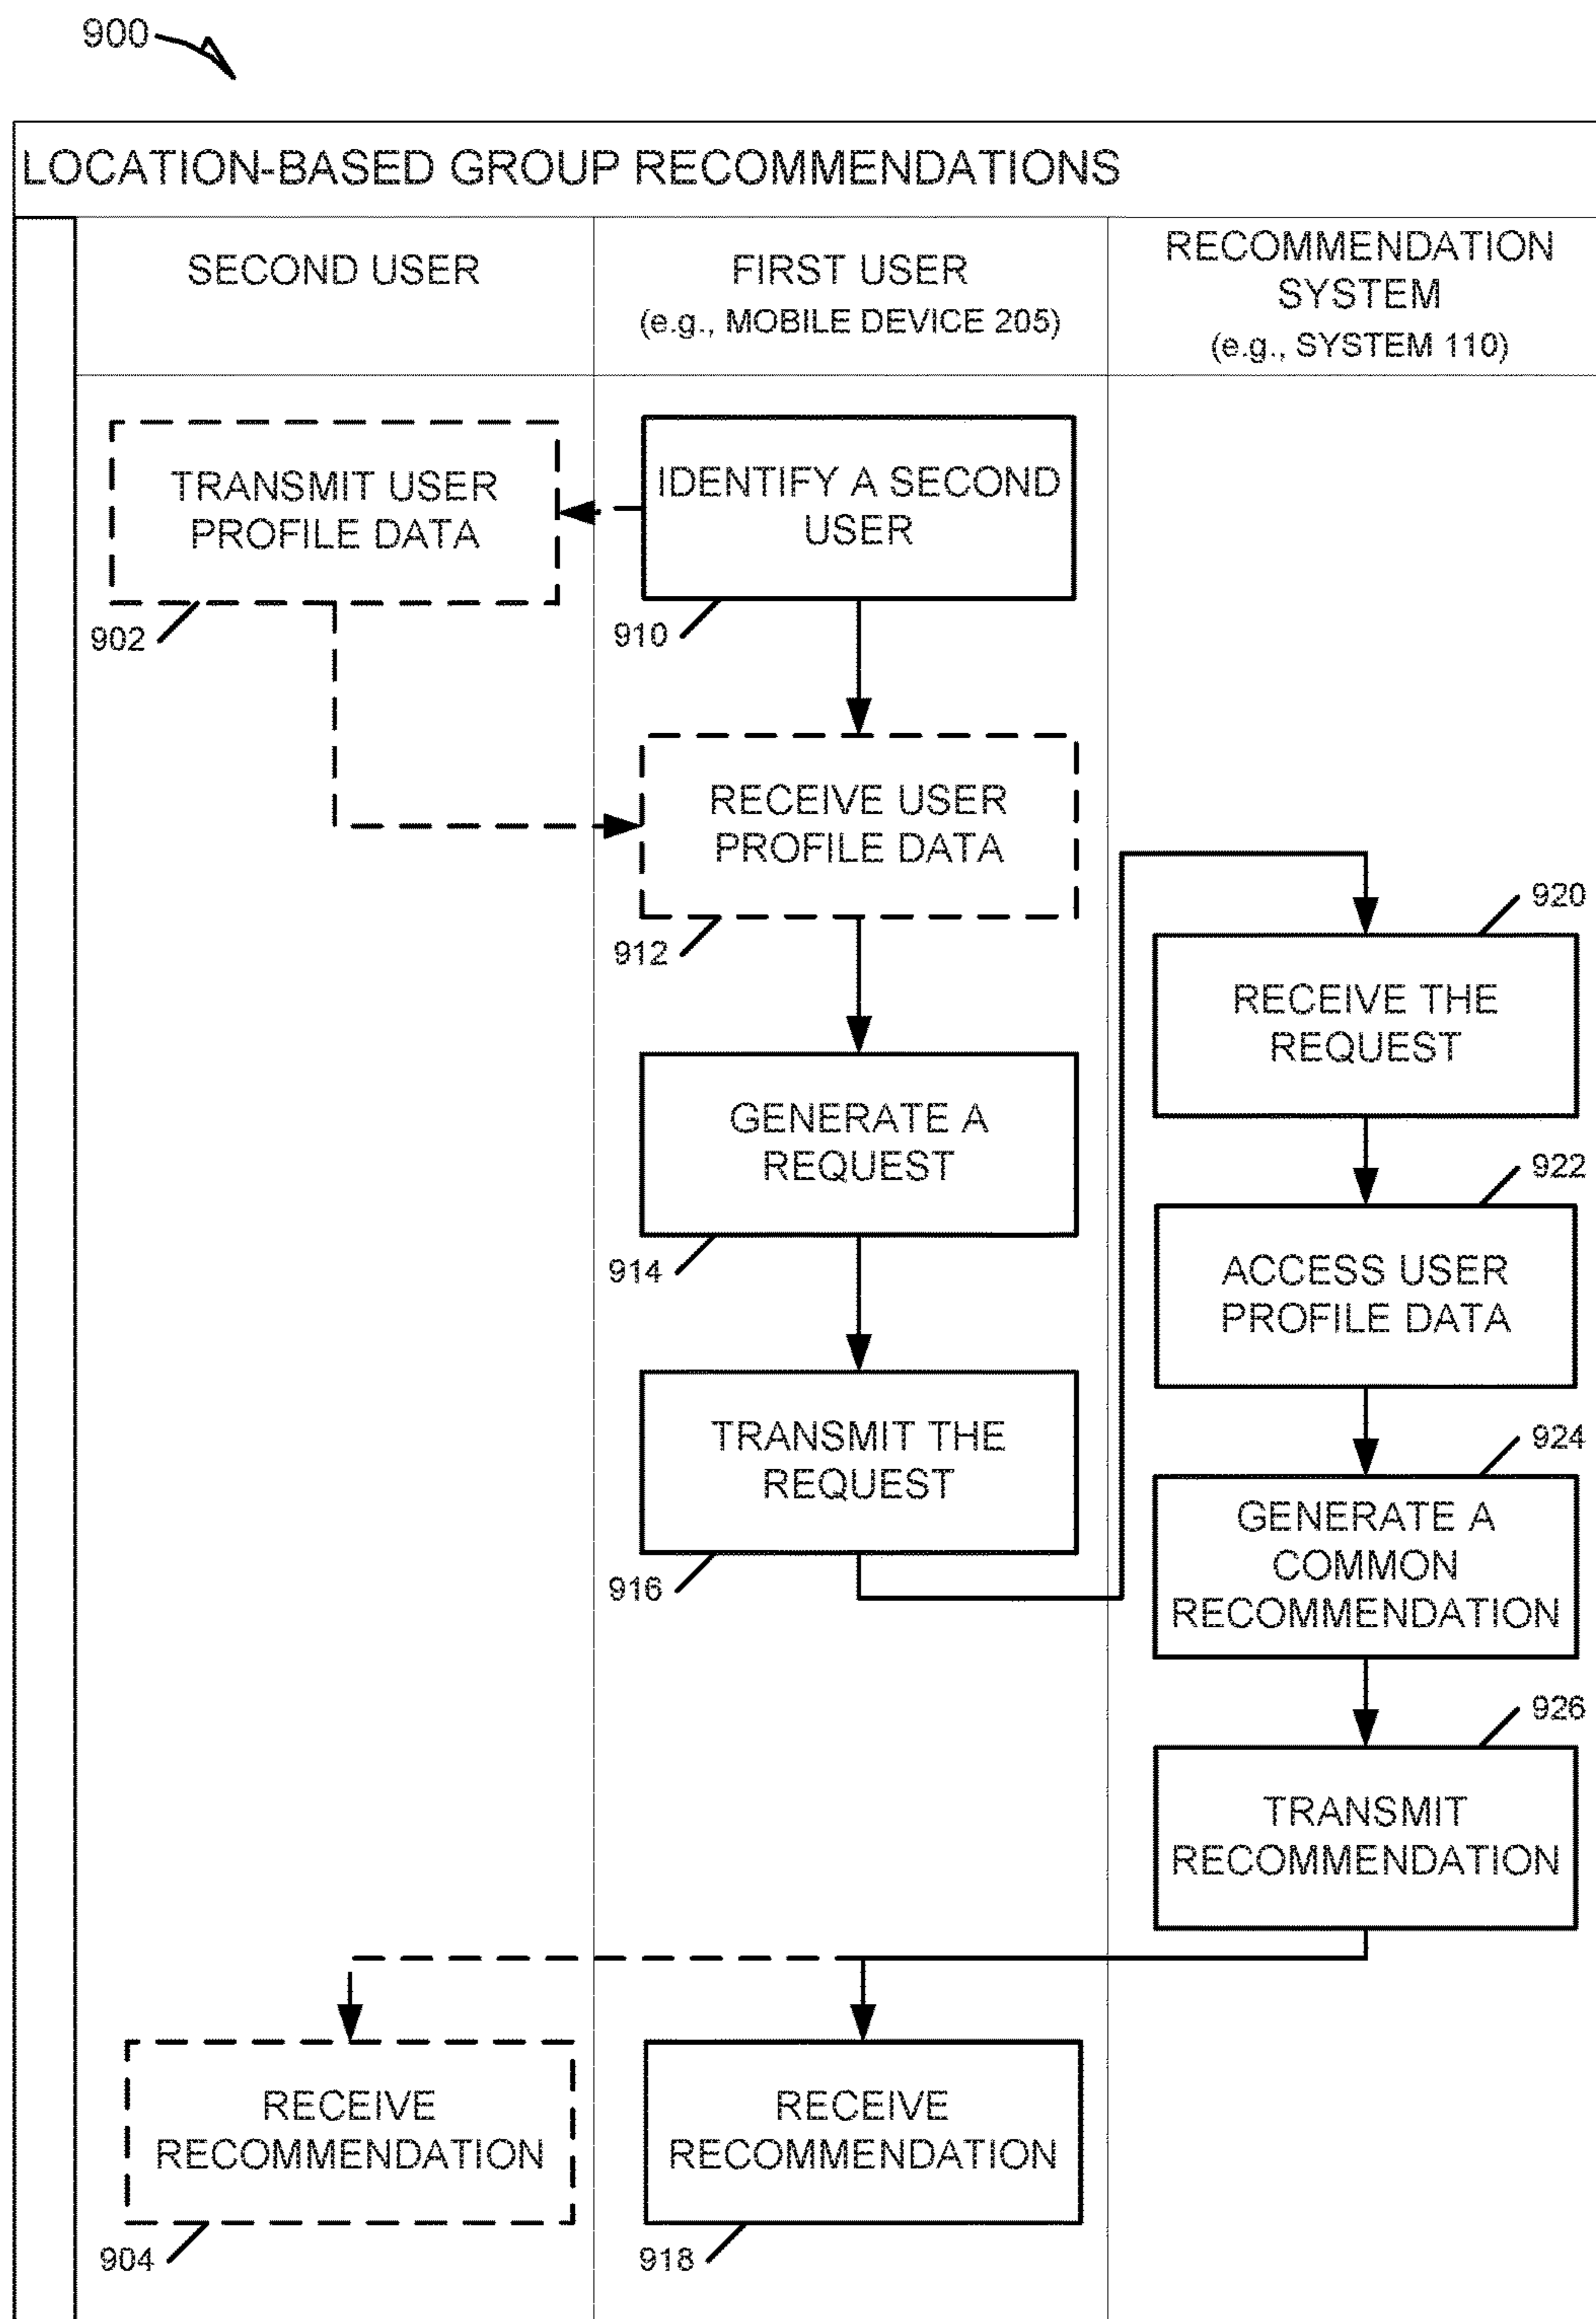 900
LOCATION-BASED GROUP RECOMMENDATIONS
SECOND USER
FIRST USER
(e.g., MOBILE DEVICE 205)
RECOMMENDATION
SYSTEM
(e.g., SYSTEM 110)
TRANSMIT USER
PROFILE DATA
902
IDENTIFY A SECOND
USER
910
RECEIVE USER
PROFILE DATA
912
GENERATE A
REQUEST
914
TRANSMIT THE
REQUEST
916
920
RECEIVE THE
REQUEST
922
ACCESS USER
PROFILE DATA
924
GENERATE A
COMMON
RECOMMENDATION
926
TRANSMIT
RECOMMENDATION
RECEIVE
RECOMMENDATION
904
RECEIVE
RECOMMENDATION
918